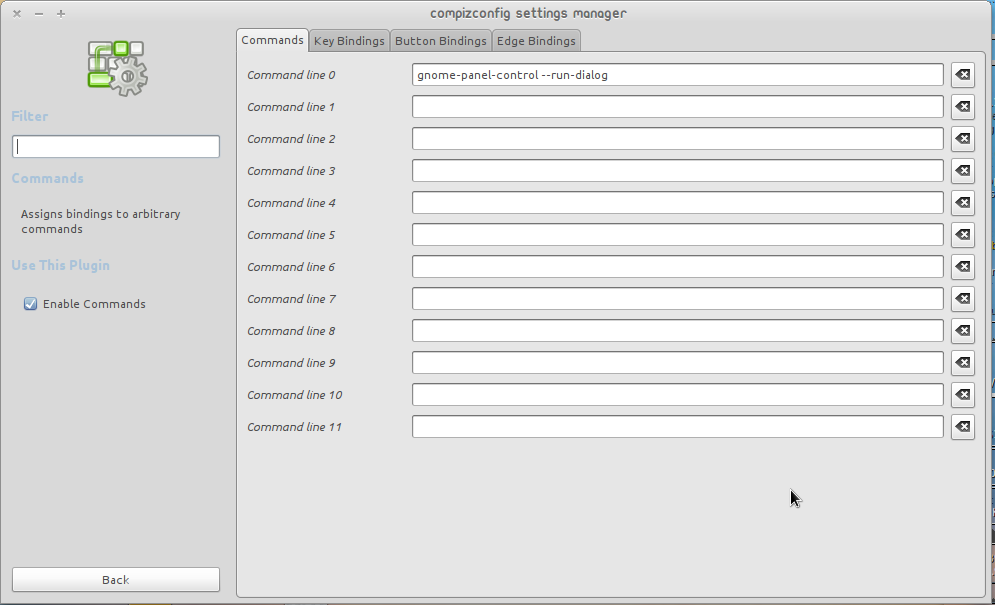 compizconfig settings manager
Filter
Commands
Assigns bindings to arbitrary
commands
Use This Plugin
Enable Commands
Back
Commands
Key Bindings
Button Bindings
Edge Bindings
Command line 0
gnome-panel-control --run-dialog
Command line 1
Command line 2
Command line 3
Command line 4
Command line 5
Command line 6
Command line 7
Command line 8
Command line 9
Command line 10
Command line 11